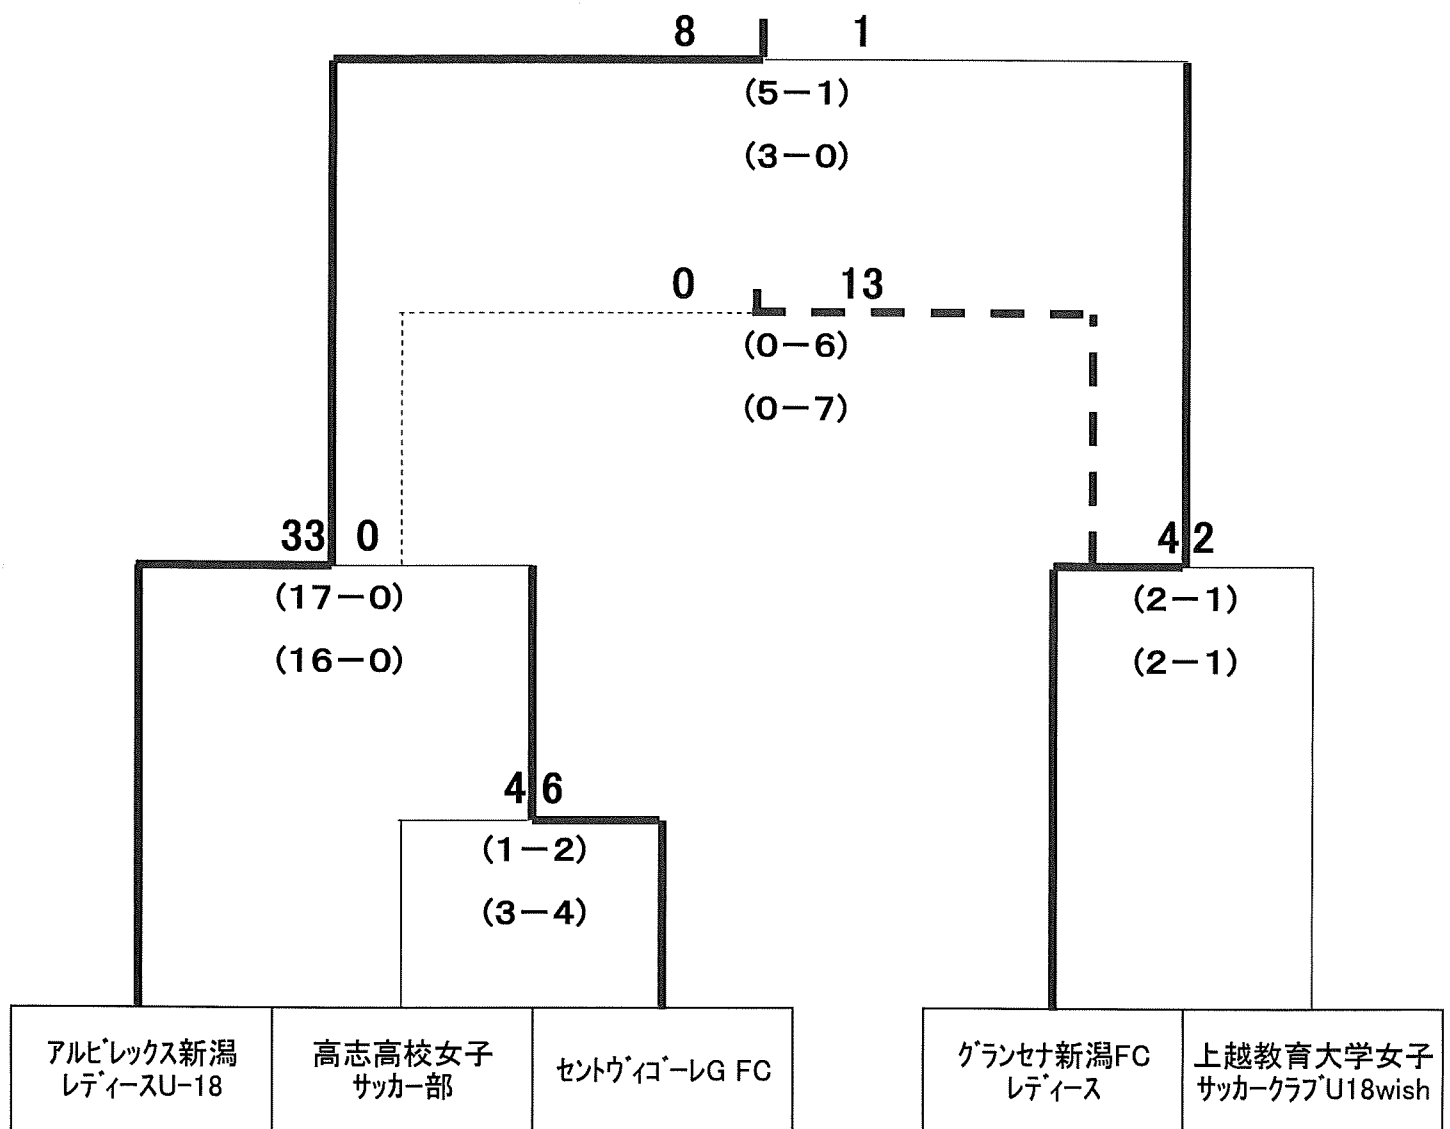 8 1
(5－1)
(3－0)
0 13
(0－6)
(0－7)
33 0
(17－0)
(16－0)
4 2
(2－1)
(2－1)
4 6
(1－2)
(3－4)
アルビレックス新潟
レディースU-18
高志高校女子
サッカー部
セントヴィゴーレG FC
グランセナ新潟FC
レディース
上越教育大学女子
サッカークラブU18wish